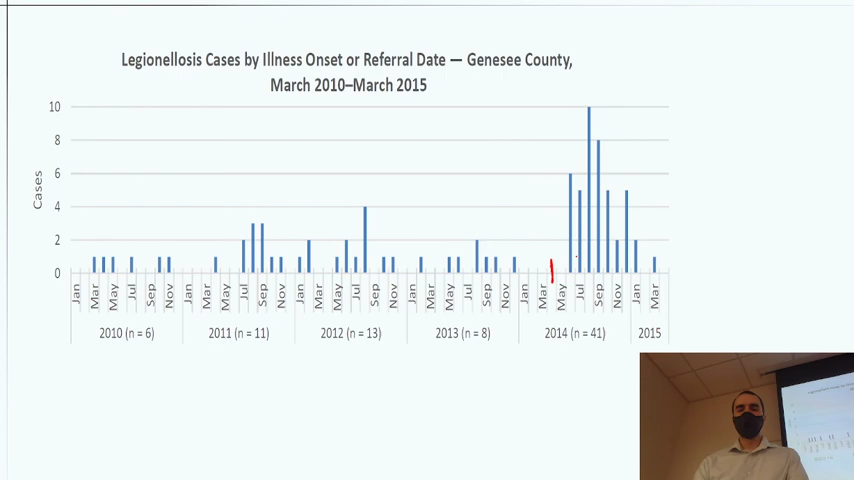 Legionellosis Cases by Illness Onset or Referral Date — Genesee County,
March 2010–March 2015
10
8
6
4
2
0
Cases
Jan Mar May Jul Sep Nov Jan Mar May Jul Sep Nov Jan Mar May Jul Sep Nov Jan Mar May Jul Sep Nov Jan Mar May Jul Sep Nov Jan Mar
2010 (n = 6) 2011 (n = 11) 2012 (n = 13) 2013 (n = 8) 2014 (n = 41) 2015